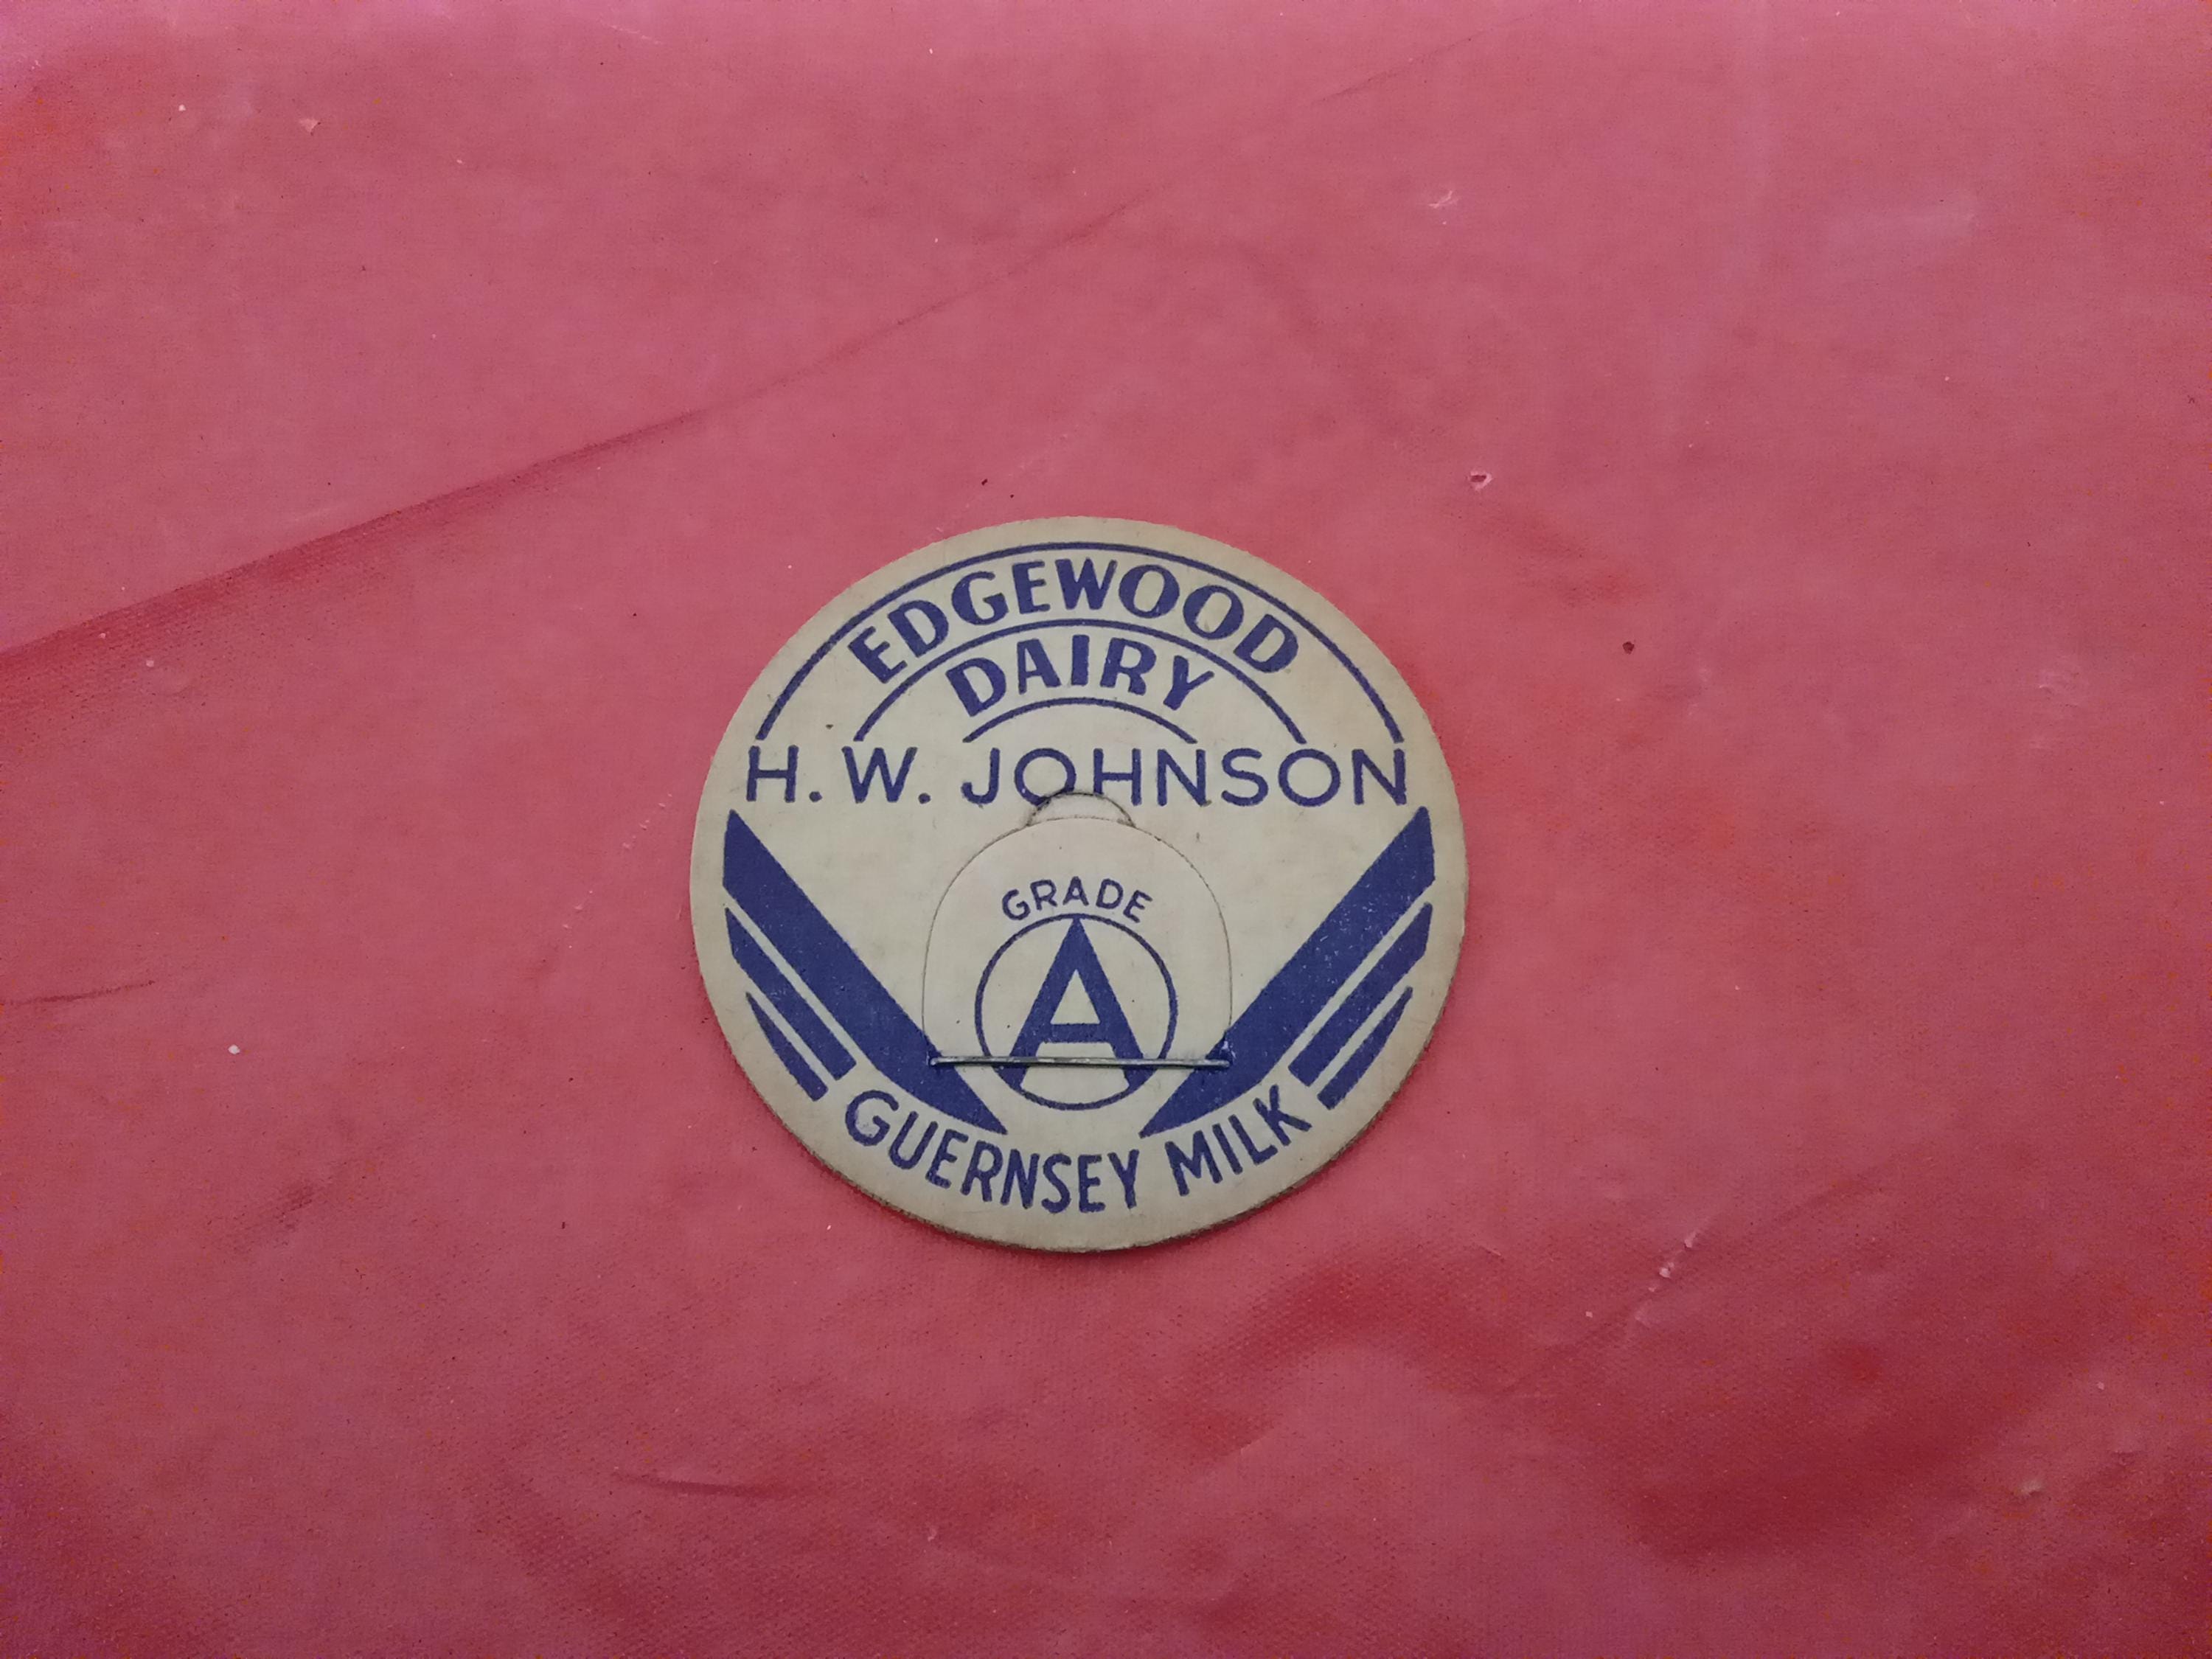 EDGEWOOD
DAIRY
H. W. JOHNSON
GRADE
A
GUERNSEY MILK